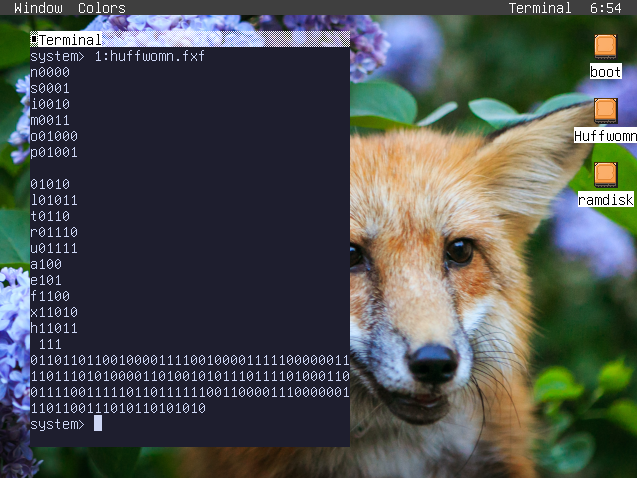 Window Colors Terminal 6:54
Terminal
system> 1:huffwomn.fxf
n0000
s0001
i0010
m0011
o01000
p01001
01010
l01011
t0110
r01110
u01111
a100
e101
f1100
x11010
h11011
111
0110110110010000111100100001111100000011
1101110101000011010010101110111101000110
0111100111110110111111001100001110000001
1101100111010110101010
system>
boot
Huffwomn
ramdisk